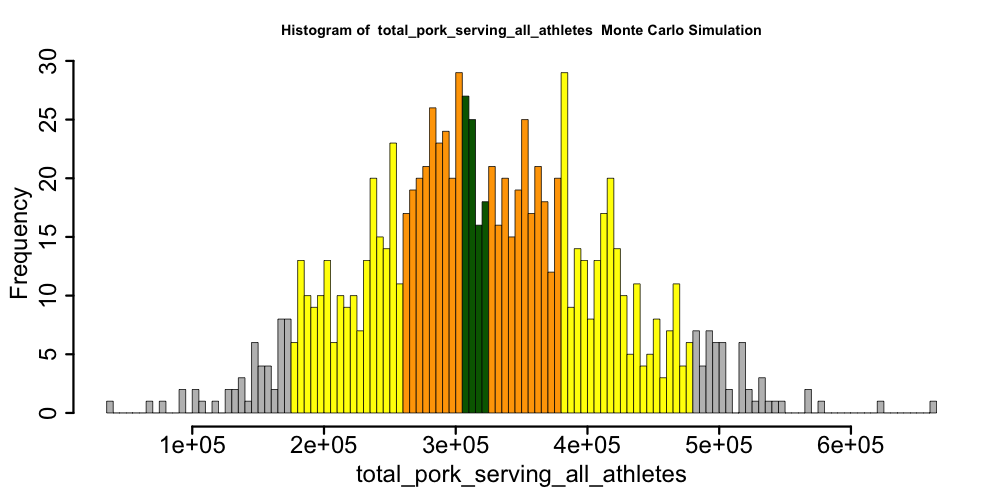 Histogram of total_pork_serving_all_athletes Monte Carlo Simulation
Frequency
30
25
20
15
10
5
0
1e+05 2e+05 3e+05 4e+05 5e+05 6e+05
total_pork_serving_all_athletes